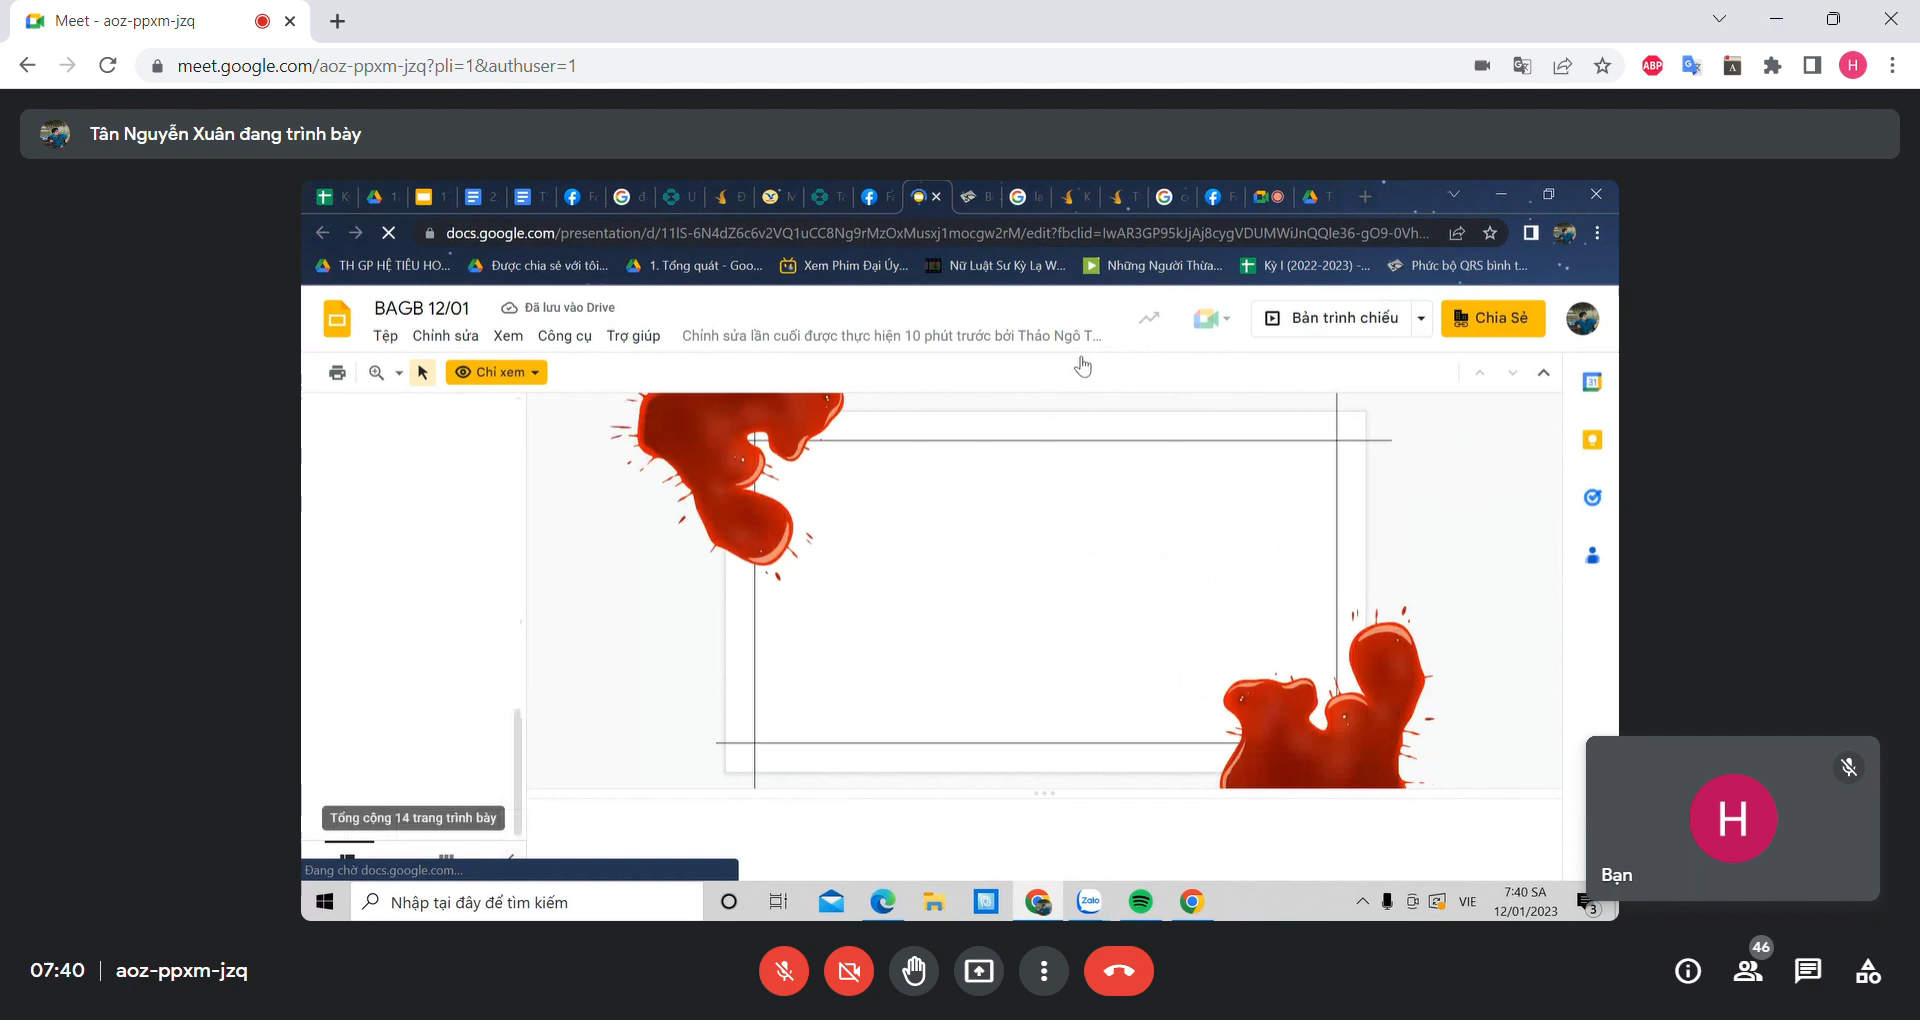 Meet - aoz-ppxm-jzq
meet.google.com/aoz-ppxm-jzq?pli=1&authuser=1
ABP
A
H
Tân Nguyễn Xuân đang trình bày
docs.google.com/presentation/d/11lS-6N4dZ6c6v2VQ1uCC8Ng9rMzOxMusxj1mocgw2rM/edit?fbclid=IwAR3GP95kJjAj8cygVDUMWiJnQQIe36-gO9-0Vh...
TH GP HỆ TIÊU HO...
Được chia sẻ với tôi...
1. Tổng quát - Goo...
Xem Phim Đại Úy...
Nữ Luật Sư Kỳ Lạ W...
Những Người Thừa...
Kỳ I (2022-2023) -...
Phức bộ QRS bình t...
BAGB 12/01
Đã lưu vào Drive
Tệp Chỉnh sửa Xem Công cụ Trợ giúp
Chỉnh sửa lần cuối được thực hiện 10 phút trước bởi Thảo Ngô T...
Bản trình chiếu
Chia Sẻ
Chỉ xem
31
Tổng cộng 14 trang trình bày
Đang chờ docs.google.com...
Nhập tại đây để tìm kiếm
Zalo
VIE
7:40 SA
12/01/2023
3
H
Bạn
07:40
aoz-ppxm-jzq
46